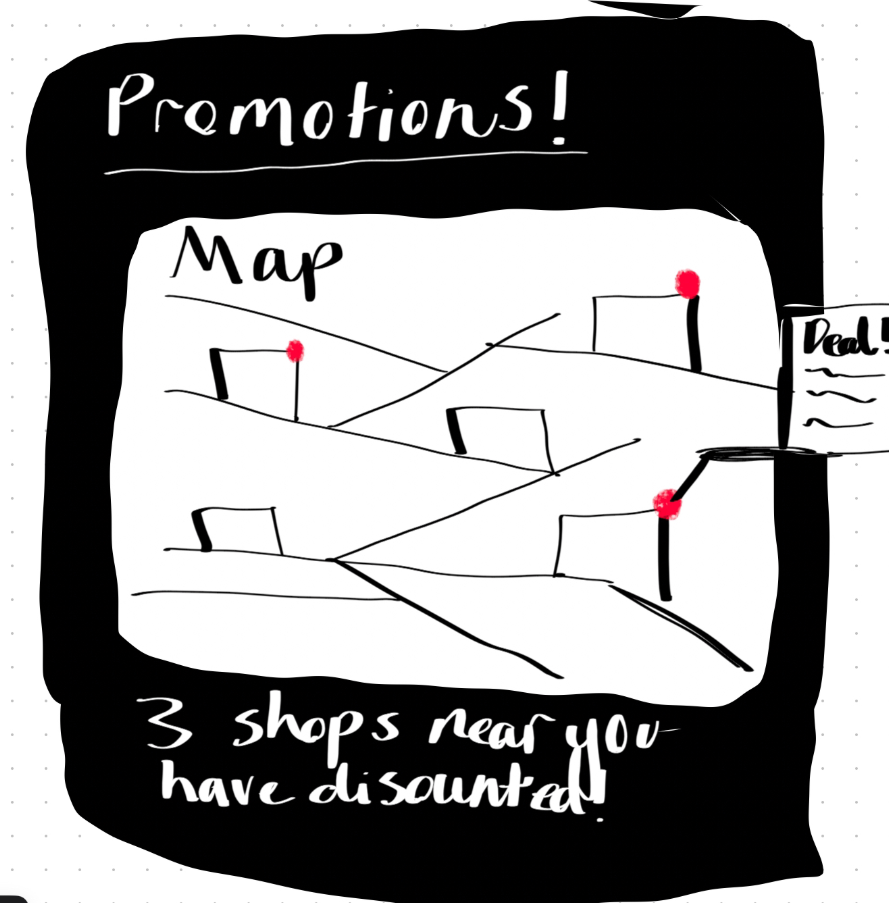 Promotions!
Map
Deal!
3 shops near you
have disounted!